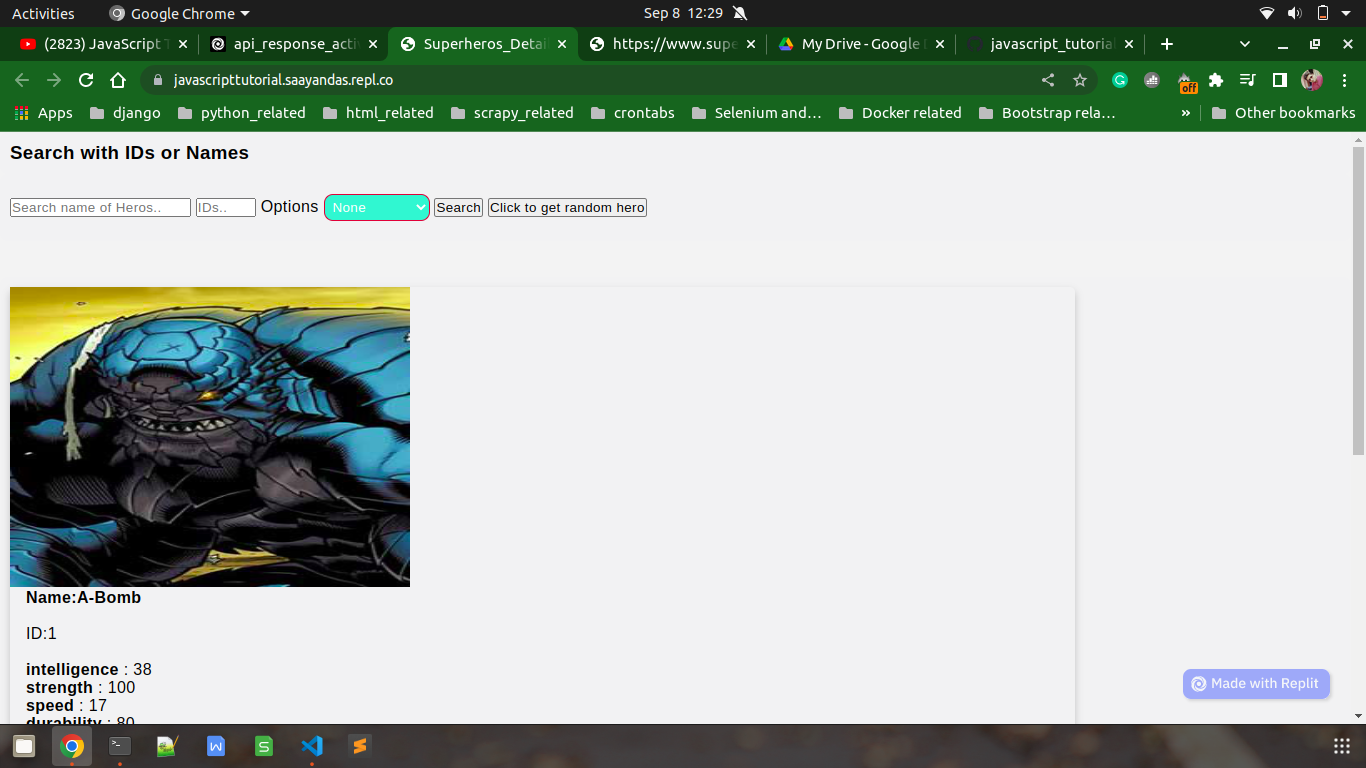 Activities Google Chrome Sep 8 12:29
(2823) JavaScript T api_response_acti Superheros_Detail https://www.supe My Drive - Google javascript_tutorial
javascripttutorial.saayandas.repl.co off
Apps django python_related html_related scrapy_related crontabs Selenium and… Docker related Bootstrap rela… » Other bookmarks
Search with IDs or Names
Search name of Heros.. IDs.. Options None Search Click to get random hero
Name:A-Bomb
ID:1
intelligence : 38
strength : 100
speed : 17
durability : 80
Made with Replit